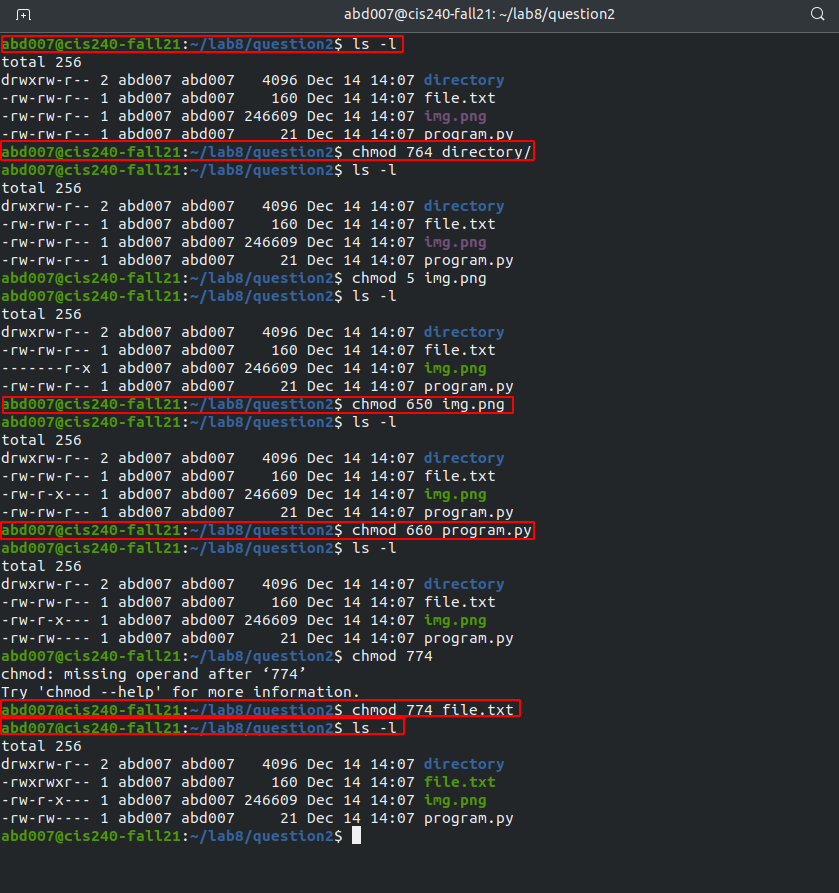 abd007@cis240-fall21: ~/lab8/question2
abd007@cis240-fall21:~/lab8/question2$ ls -l
total 256
drwxrw-r-- 2 abd007 abd007   4096 Dec 14 14:07 directory
-rw-rw-r-- 1 abd007 abd007    160 Dec 14 14:07 file.txt
-rw-rw-r-- 1 abd007 abd007 246609 Dec 14 14:07 img.png
-rw-rw-r-- 1 abd007 abd007     21 Dec 14 14:07 program.py
abd007@cis240-fall21:~/lab8/question2$ chmod 764 directory/
abd007@cis240-fall21:~/lab8/question2$ ls -l
total 256
drwxrw-r-- 2 abd007 abd007   4096 Dec 14 14:07 directory
-rw-rw-r-- 1 abd007 abd007    160 Dec 14 14:07 file.txt
-rw-rw-r-- 1 abd007 abd007 246609 Dec 14 14:07 img.png
-rw-rw-r-- 1 abd007 abd007     21 Dec 14 14:07 program.py
abd007@cis240-fall21:~/lab8/question2$ chmod 5 img.png
abd007@cis240-fall21:~/lab8/question2$ ls -l
total 256
drwxrw-r-- 2 abd007 abd007   4096 Dec 14 14:07 directory
-rw-rw-r-- 1 abd007 abd007    160 Dec 14 14:07 file.txt
-------r-x 1 abd007 abd007 246609 Dec 14 14:07 img.png
-rw-rw-r-- 1 abd007 abd007     21 Dec 14 14:07 program.py
abd007@cis240-fall21:~/lab8/question2$ chmod 650 img.png
abd007@cis240-fall21:~/lab8/question2$ ls -l
total 256
drwxrw-r-- 2 abd007 abd007   4096 Dec 14 14:07 directory
-rw-rw-r-- 1 abd007 abd007    160 Dec 14 14:07 file.txt
-rw-r-x--- 1 abd007 abd007 246609 Dec 14 14:07 img.png
-rw-rw-r-- 1 abd007 abd007     21 Dec 14 14:07 program.py
abd007@cis240-fall21:~/lab8/question2$ chmod 660 program.py
abd007@cis240-fall21:~/lab8/question2$ ls -l
total 256
drwxrw-r-- 2 abd007 abd007   4096 Dec 14 14:07 directory
-rw-rw-r-- 1 abd007 abd007    160 Dec 14 14:07 file.txt
-rw-r-x--- 1 abd007 abd007 246609 Dec 14 14:07 img.png
-rw-rw---- 1 abd007 abd007     21 Dec 14 14:07 program.py
abd007@cis240-fall21:~/lab8/question2$ chmod 774
chmod: missing operand after ‘774’
Try 'chmod --help' for more information.
abd007@cis240-fall21:~/lab8/question2$ chmod 774 file.txt
abd007@cis240-fall21:~/lab8/question2$ ls -l
total 256
drwxrw-r-- 2 abd007 abd007   4096 Dec 14 14:07 directory
-rwxrwxr-- 1 abd007 abd007    160 Dec 14 14:07 file.txt
-rw-r-x--- 1 abd007 abd007 246609 Dec 14 14:07 img.png
-rw-rw---- 1 abd007 abd007     21 Dec 14 14:07 program.py
abd007@cis240-fall21:~/lab8/question2$